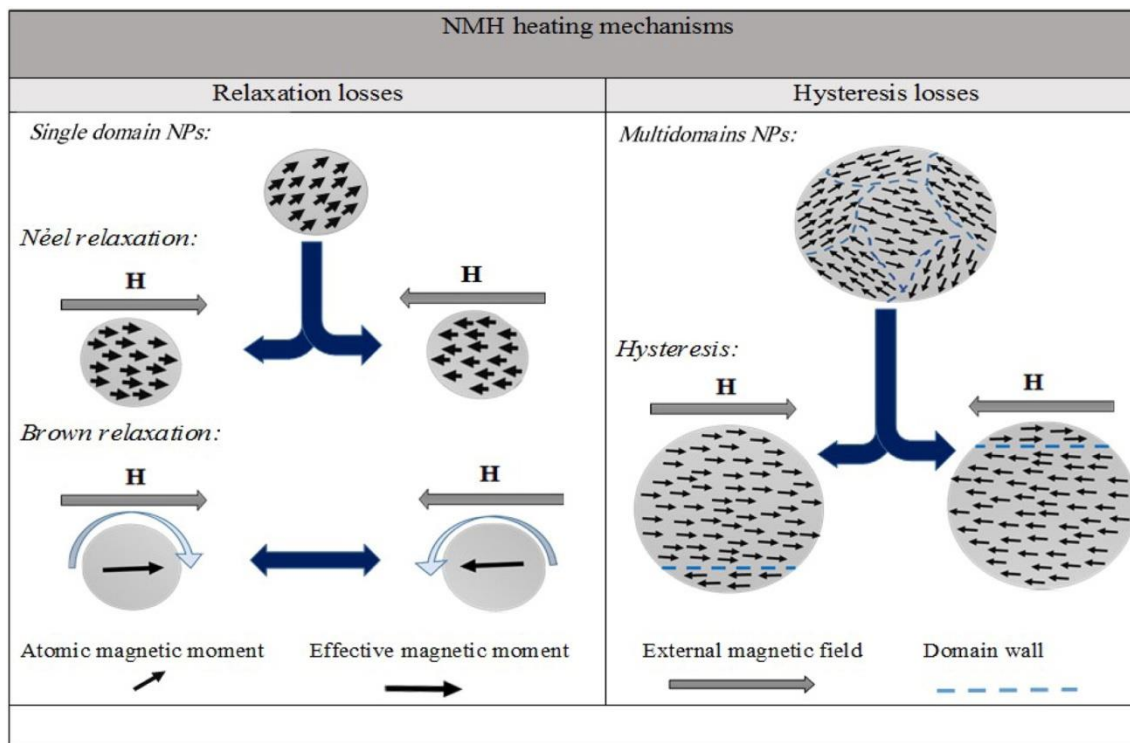 NMH heating mechanisms
Relaxation losses
Hysteresis losses
Single domain NPs:
Nėel relaxation:
H
H
Brown relaxation:
H
H
Atomic magnetic moment
Effective magnetic moment
Multidomains NPs:
Hysteresis:
H
H
External magnetic field
Domain wall